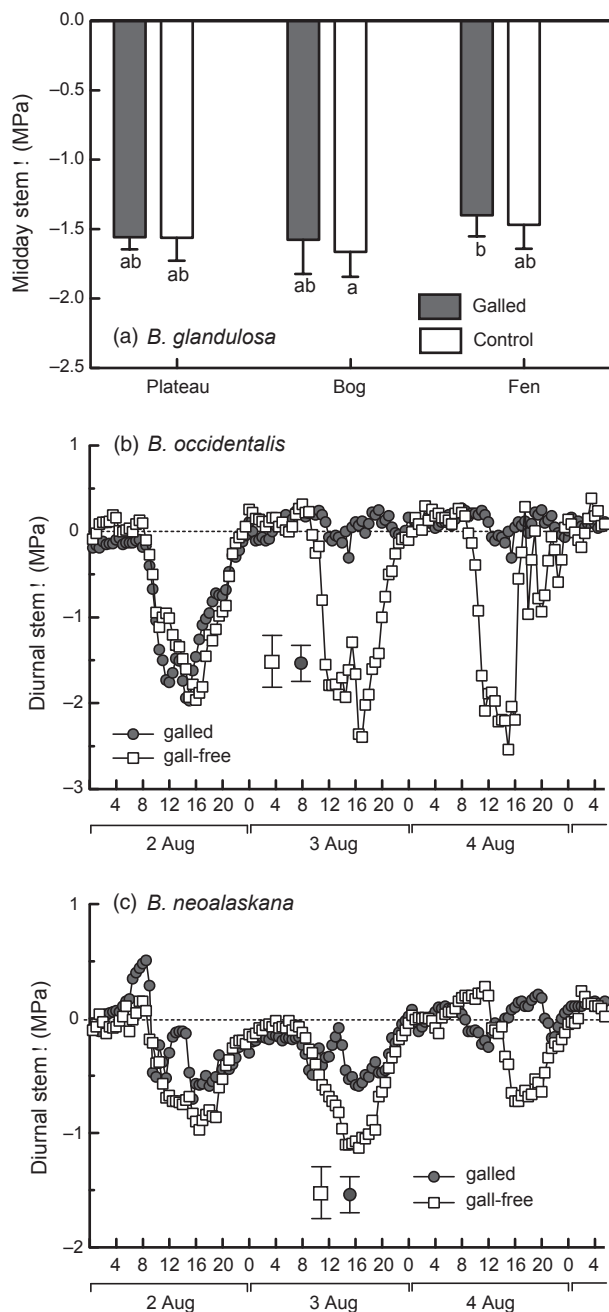 0.0
−0.5
−1.0
−1.5
−2.0
−2.5
Midday stem ! (MPa)
ab
ab
ab
a
b
ab
Galled
Control
(a) B. glandulosa
Plateau
Bog
Fen
(b) B. occidentalis
1
0
−1
−2
−3
Diurnal stem ! (MPa)
galled
gall-free
4 8 12 16 20 0 4 8 12 16 20 0 4 8 12 16 20 0 4
2 Aug
3 Aug
4 Aug
(c) B. neoalaskana
1
0
−1
−2
Diurnal stem ! (MPa)
galled
gall-free
4 8 12 16 20 0 4 8 12 16 20 0 4 8 12 16 20 0 4
2 Aug
3 Aug
4 Aug